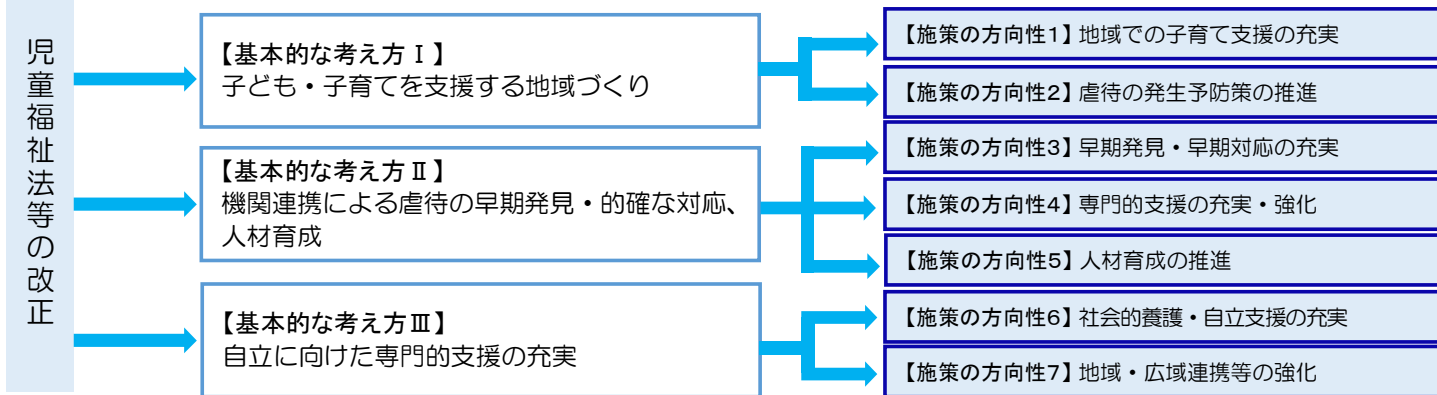 児童福祉法等の改正
【基本的な考え方Ⅰ】
子ども・子育てを支援する地域づくり
【施策の方向性1】地域での子育て支援の充実
【施策の方向性2】虐待の発生予防策の推進
【基本的な考え方Ⅱ】
機関連携による虐待の早期発見・的確な対応、
人材育成
【施策の方向性3】早期発見・早期対応の充実
【施策の方向性4】専門的支援の充実・強化
【施策の方向性5】人材育成の推進
【基本的な考え方Ⅲ】
自立に向けた専門的支援の充実
【施策の方向性6】社会的養護・自立支援の充実
【施策の方向性7】地域・広域連携等の強化